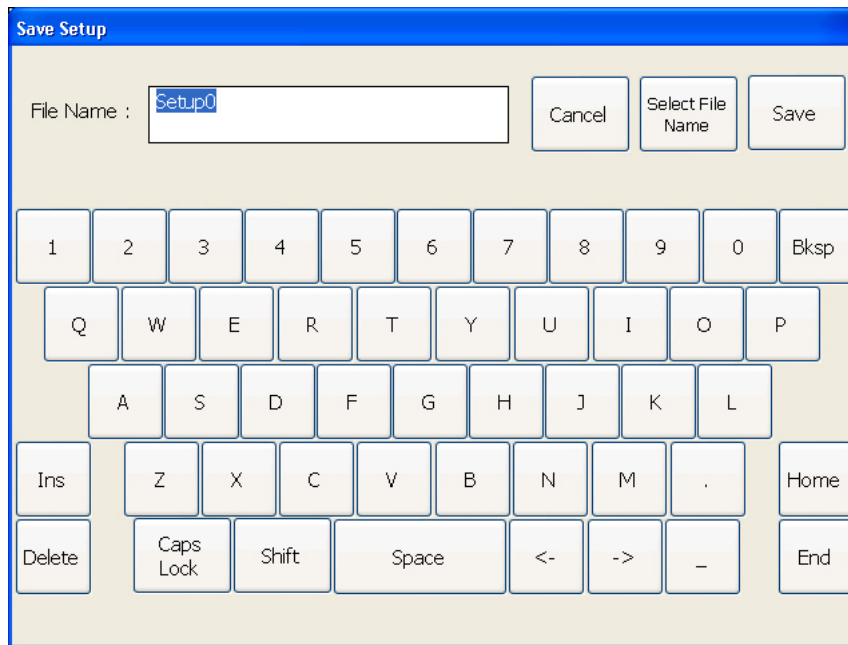 Save Setup
File Name : Setup0 Cancel Select File Name Save
1 2 3 4 5 6 7 8 9 0 Bksp
Q W E R T Y U I O P
A S D F G H J K L
Ins Z X C V B N M . Home
Delete Caps Lock Shift Space <- -> _ End